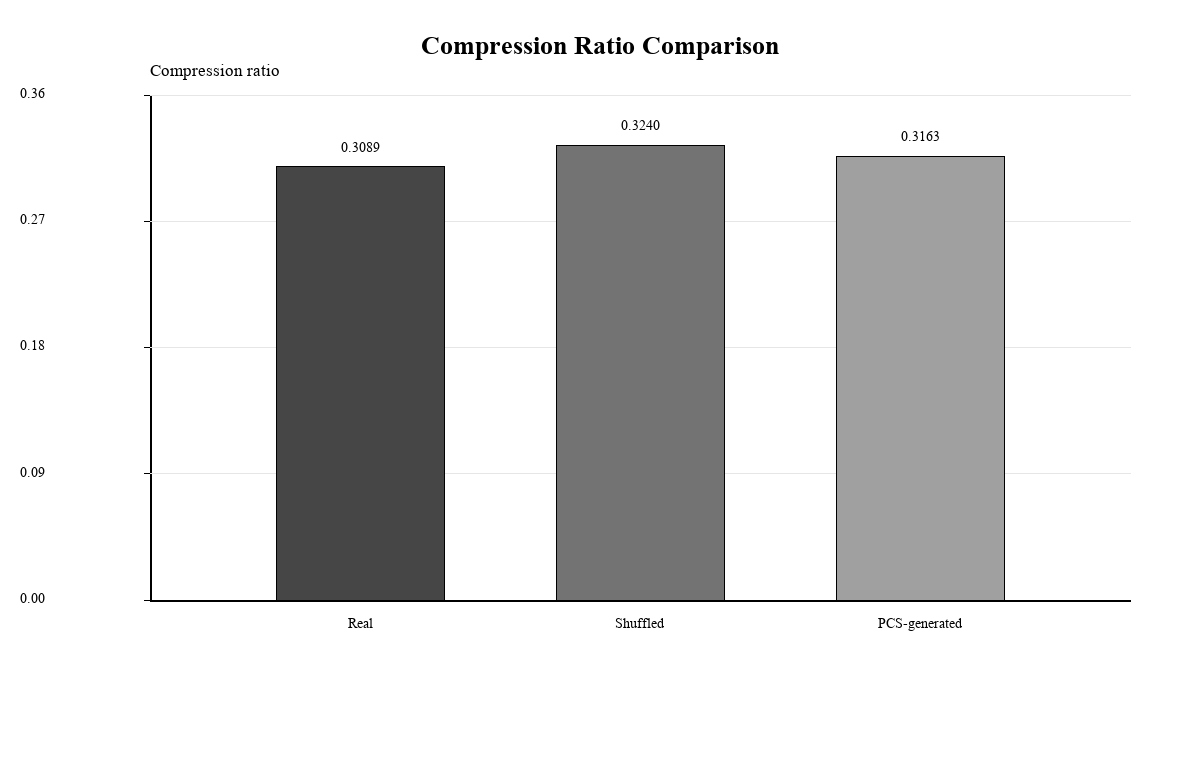 Compression Ratio Comparison
Compression ratio
0.36
0.3240
0.3163
0.3089
0.27
0.18
0.09
0.00
Real Shuffled PCS-generated